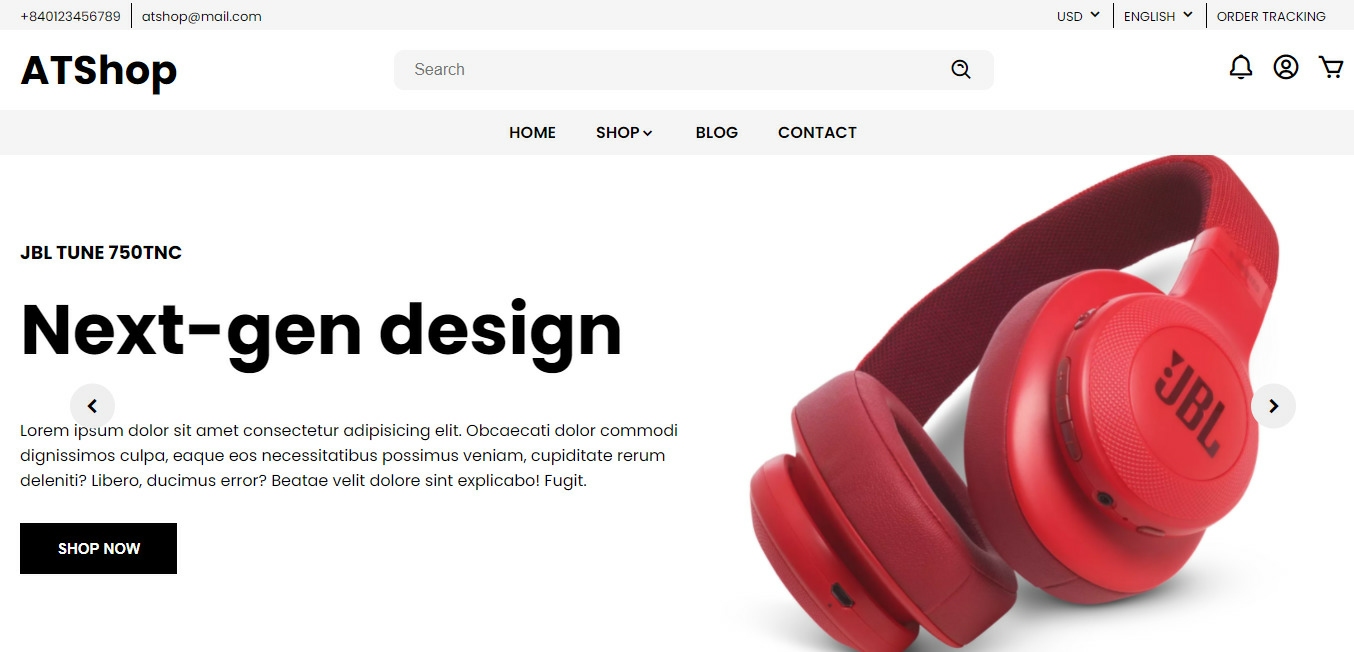 +840123456789
atshop@mail.com
USD
ENGLISH
ORDER TRACKING
ATShop
Search
HOME
SHOP
BLOG
CONTACT
JBL TUNE 750TNC
Next-gen design
Lorem ipsum dolor sit amet consectetur adipisicing elit. Obcaecati dolor commodi
dignissimos culpa, eaque eos necessitatibus possimus veniam, cupiditate rerum
deleniti? Libero, ducimus error? Beatae velit dolore sint explicabo! Fugit.
SHOP NOW
JBL